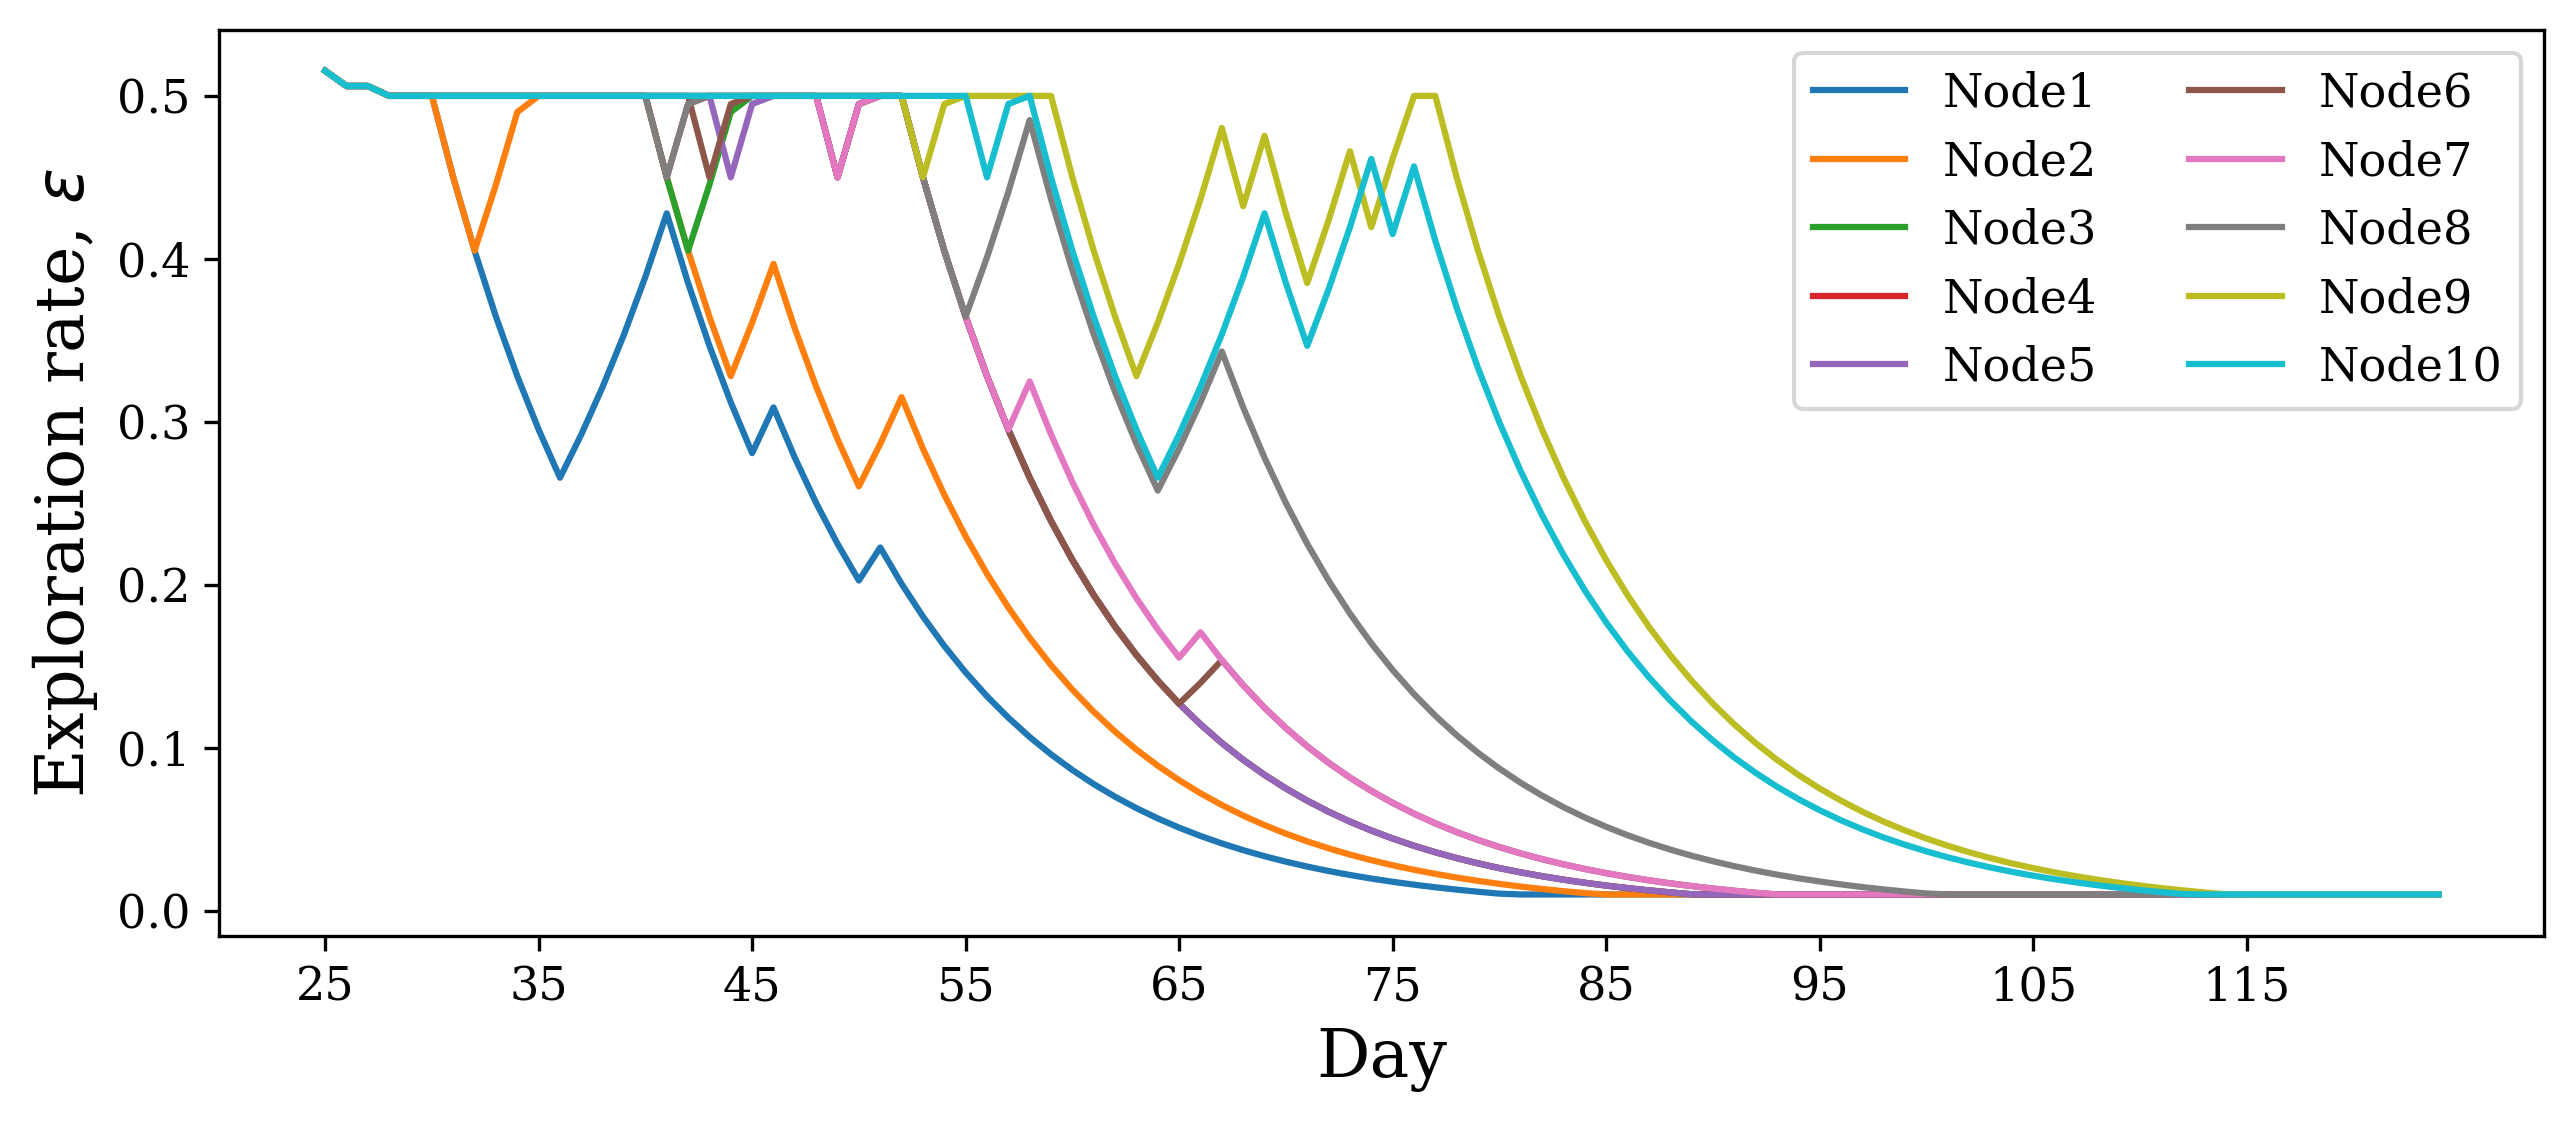 Exploration rate, ε
0.5
0.4
0.3
0.2
0.1
0.0
25 35 45 55 65 75 85 95 105 115
Day
Node1 Node6
Node2 Node7
Node3 Node8
Node4 Node9
Node5 Node10